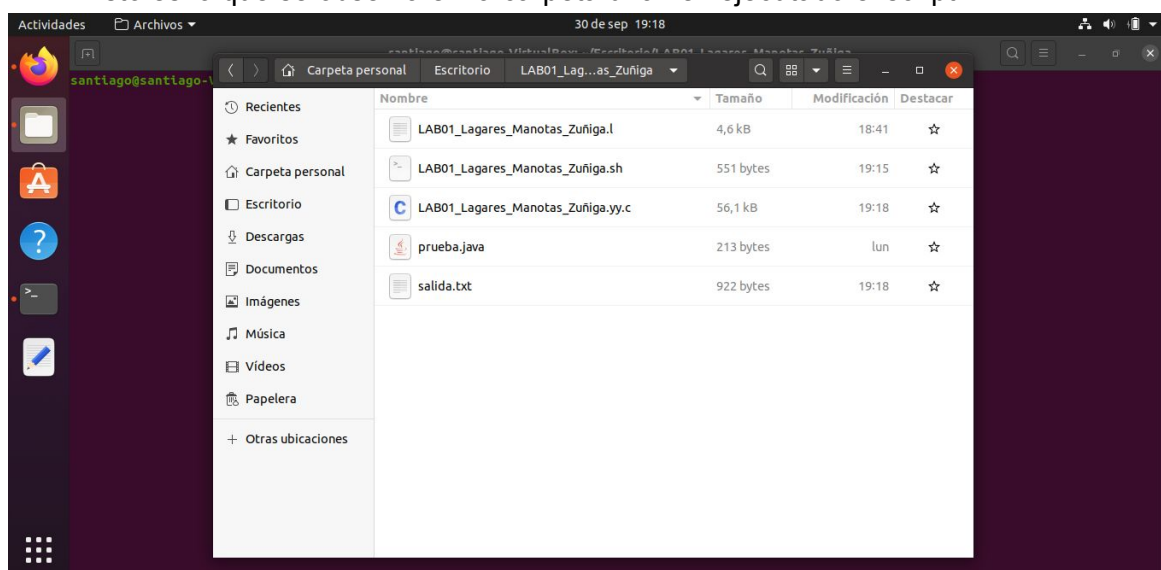 Actividades Archivos 30 de sep 19:18
santiago@santiago-
Carpeta personal Escritorio LAB01_Lag...as_Zuñiga
Recientes
Favoritos
Carpeta personal
Escritorio
Descargas
Documentos
Imágenes
Música
Vídeos
Papelera
+ Otras ubicaciones
Nombre Tamaño Modificación Destacar
LAB01_Lagares_Manotas_Zuñiga.l 4,6 kB 18:41
LAB01_Lagares_Manotas_Zuñiga.sh 551 bytes 19:15
LAB01_Lagares_Manotas_Zuñiga.yy.c 56,1 kB 19:18
prueba.java 213 bytes lun
salida.txt 922 bytes 19:18